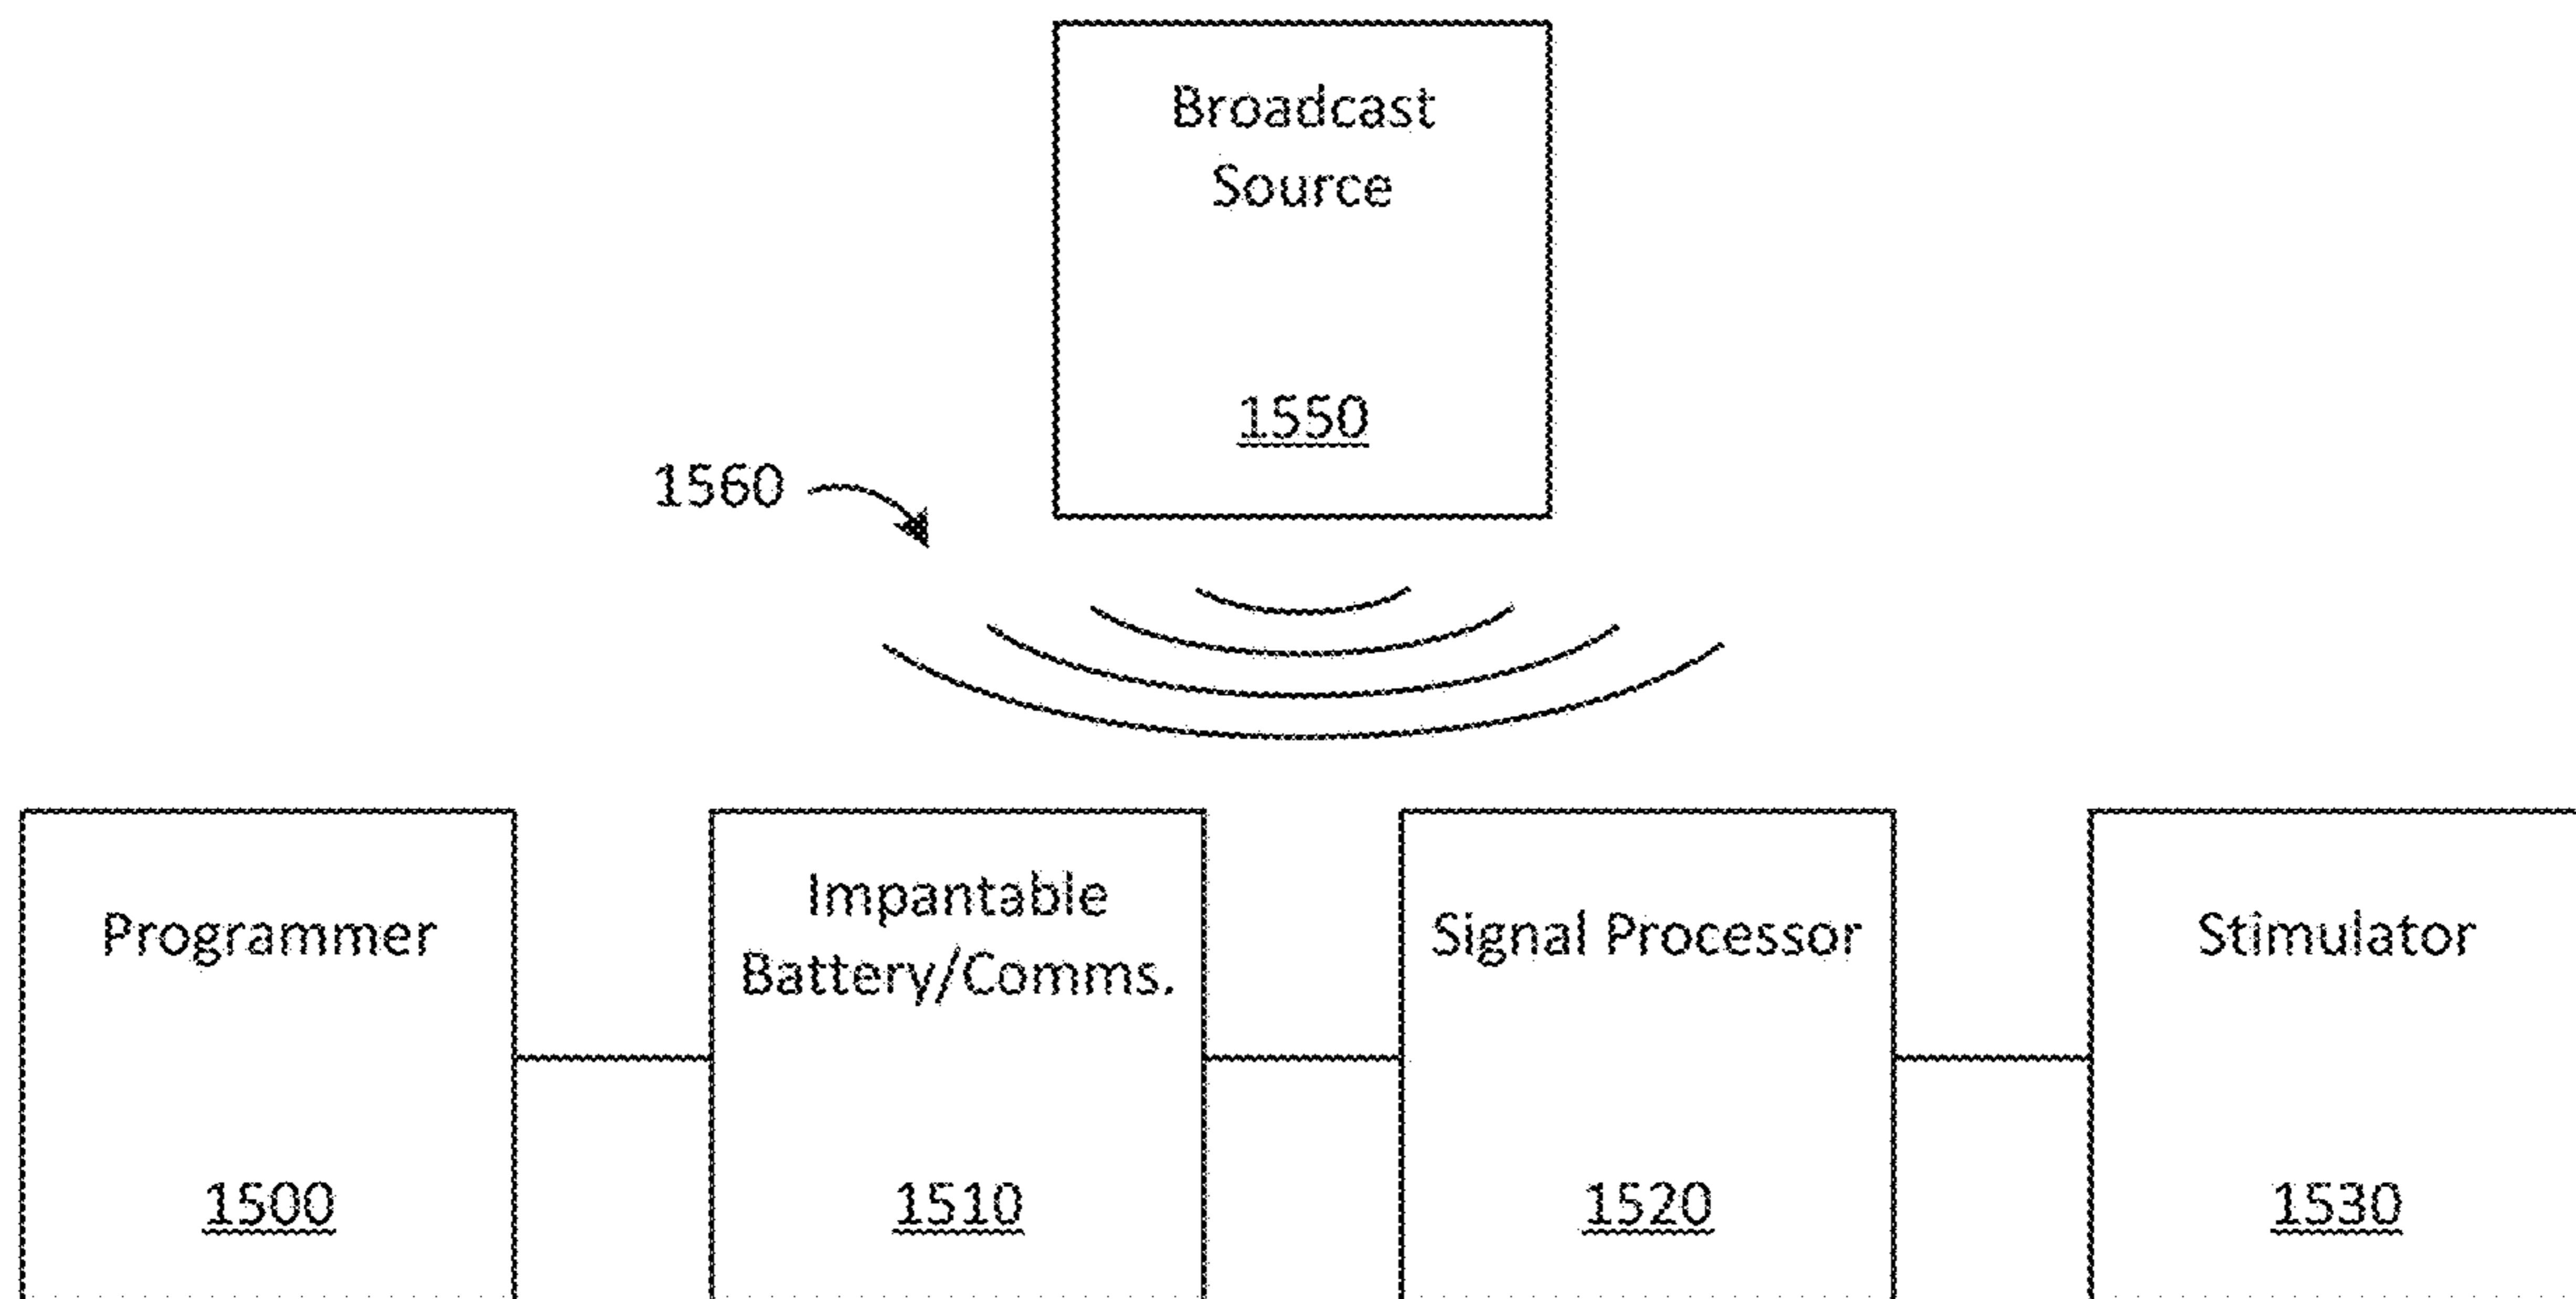 Broadcast
Source
1550
1560
Programmer
1500
Impantable
Battery/Comms.
1510
Signal Processor
1520
Stimulator
1530